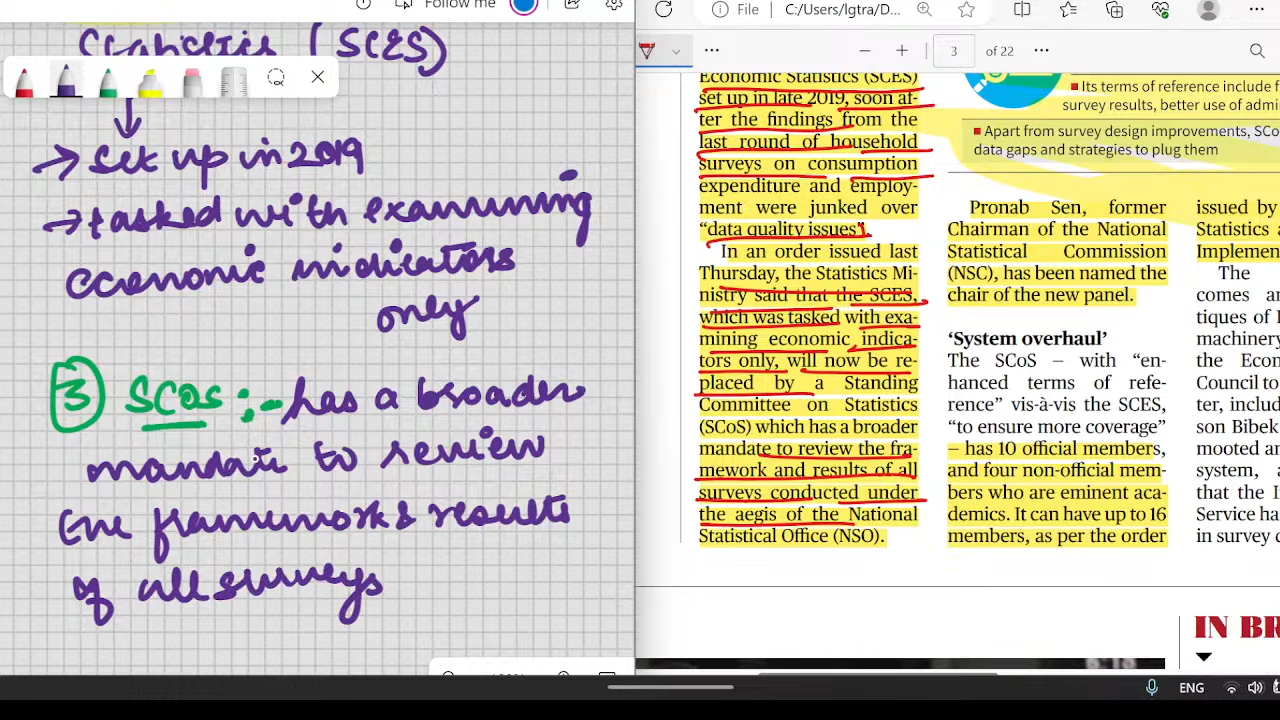 Follow me
Statistics (SCES)
→ Set up in 2019
→ tasked with examining
economic indicators
only
③ SCoS :- has a broader
mandate to review
the framework & results
of all surveys
File
C:/Users/lgtra/D...
3
of 22
Economic Statistics (SCES)
set up in late 2019, soon af-
ter the findings from the
last round of household
surveys on consumption
expenditure and employ-
ment were junked over
“data quality issues”.
In an order issued last
Thursday, the Statistics Mi-
nistry said that the SCES,
which was tasked with exa-
mining economic indica-
tors only, will now be re-
placed by a Standing
Committee on Statistics
(SCoS) which has a broader
mandate to review the fra-
mework and results of all
surveys conducted under
the aegis of the National
Statistical Office (NSO).
■ Its terms of reference include f
survey results, better use of admi
■ Apart from survey design improvements, SCo
data gaps and strategies to plug them
Pronab Sen, former
Chairman of the National
Statistical Commission
(NSC), has been named the
chair of the new panel.
‘System overhaul’
The SCoS – with “en-
hanced terms of refe-
rence” vis-à-vis the SCES,
“to ensure more coverage”
– has 10 official members,
and four non-official mem-
bers who are eminent aca-
demics. It can have up to 16
members, as per the order
issued by
Statistics a
Implemen
The
comes an
tiques of I
machinery
the Econ
Council to
ter, includ
son Bibek
mooted an
system, a
that the I
Service ha
in survey d
IN BR
ENG